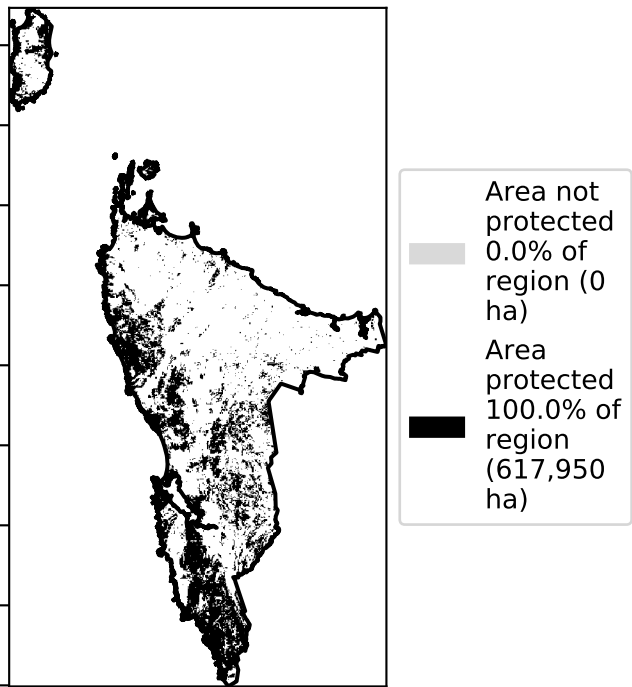 Area not
protected
0.0% of
region (0
ha)
Area
protected
100.0% of
region
(617,950
ha)